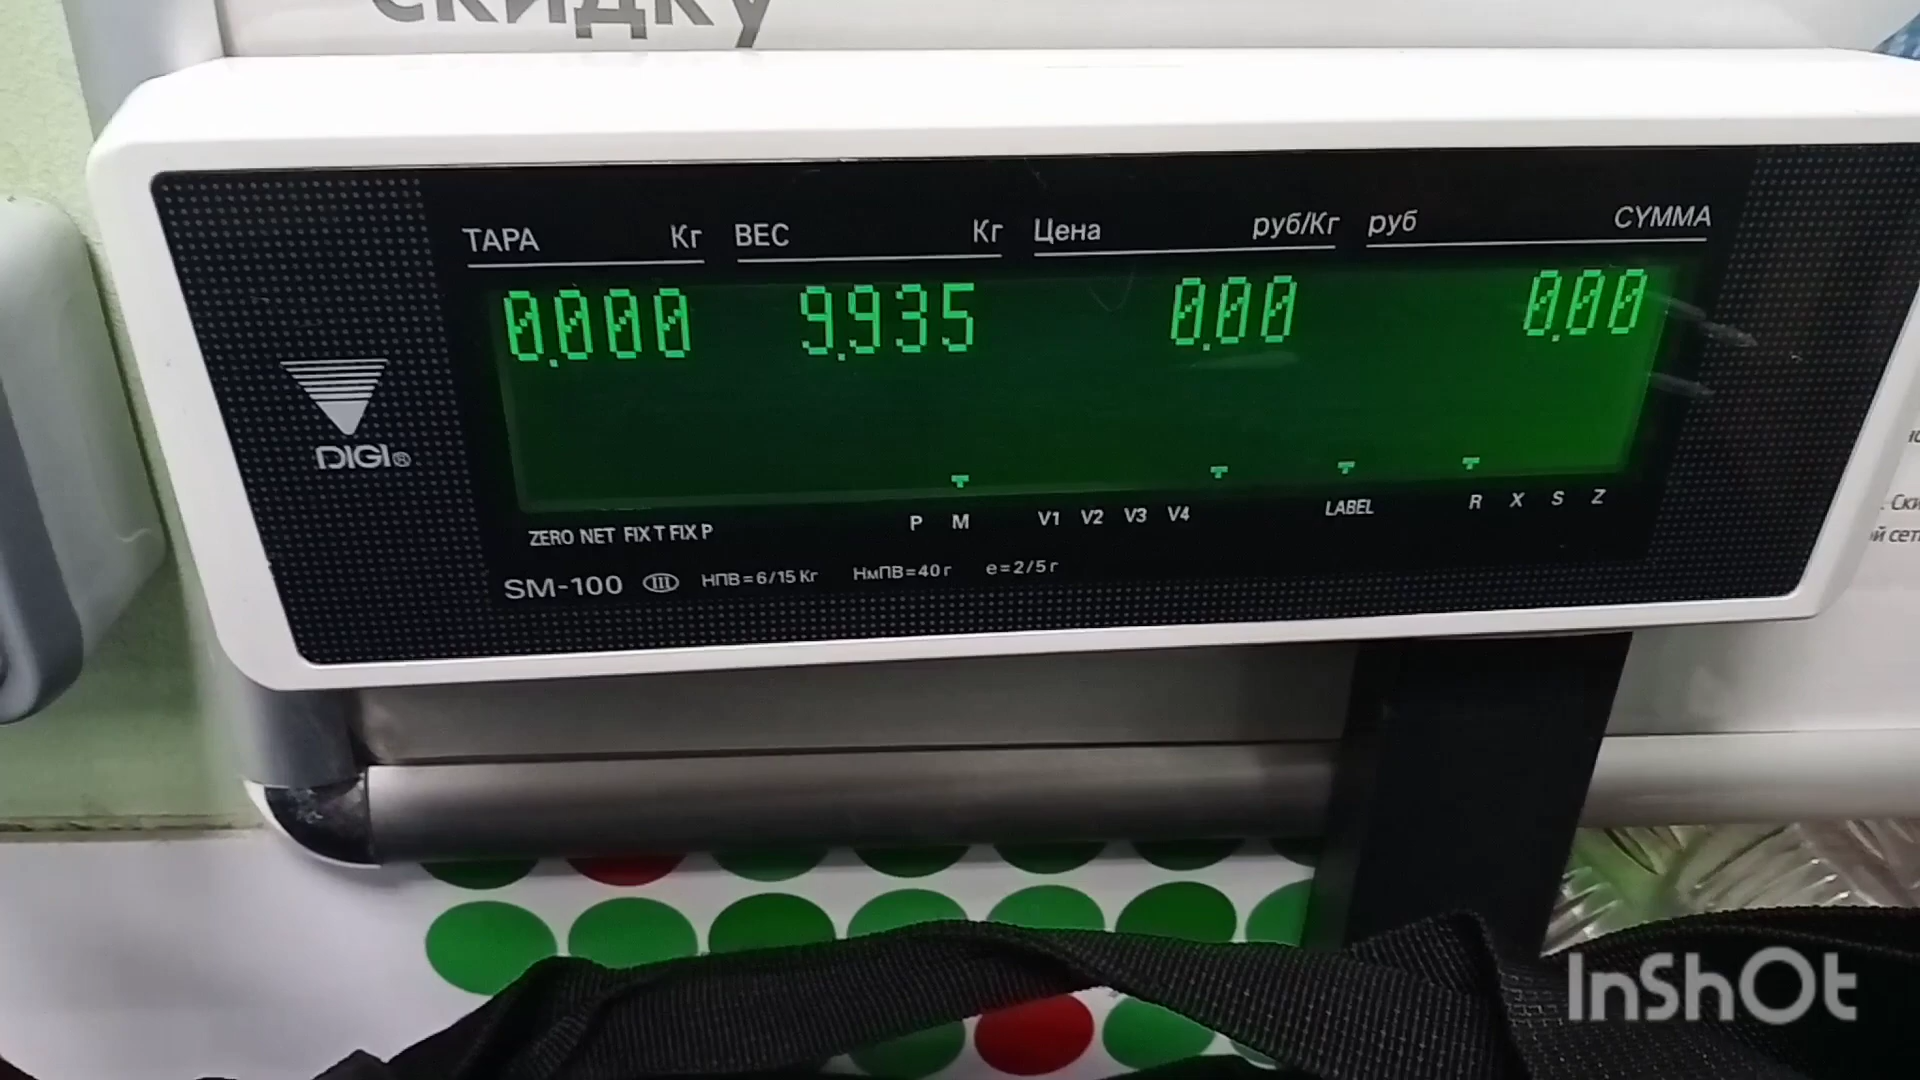 скидку
ТАРА Кг ВЕС Кг Цена руб/Кг руб СУММА
0.000 9.935 0.00 0.00
DIGI®
ZERO NET FIX T FIX P P M V1 V2 V3 V4 LABEL R X S Z
SM-100 III НПВ=6/15 Кг НмПВ=40 г e=2/5 г
InShOt